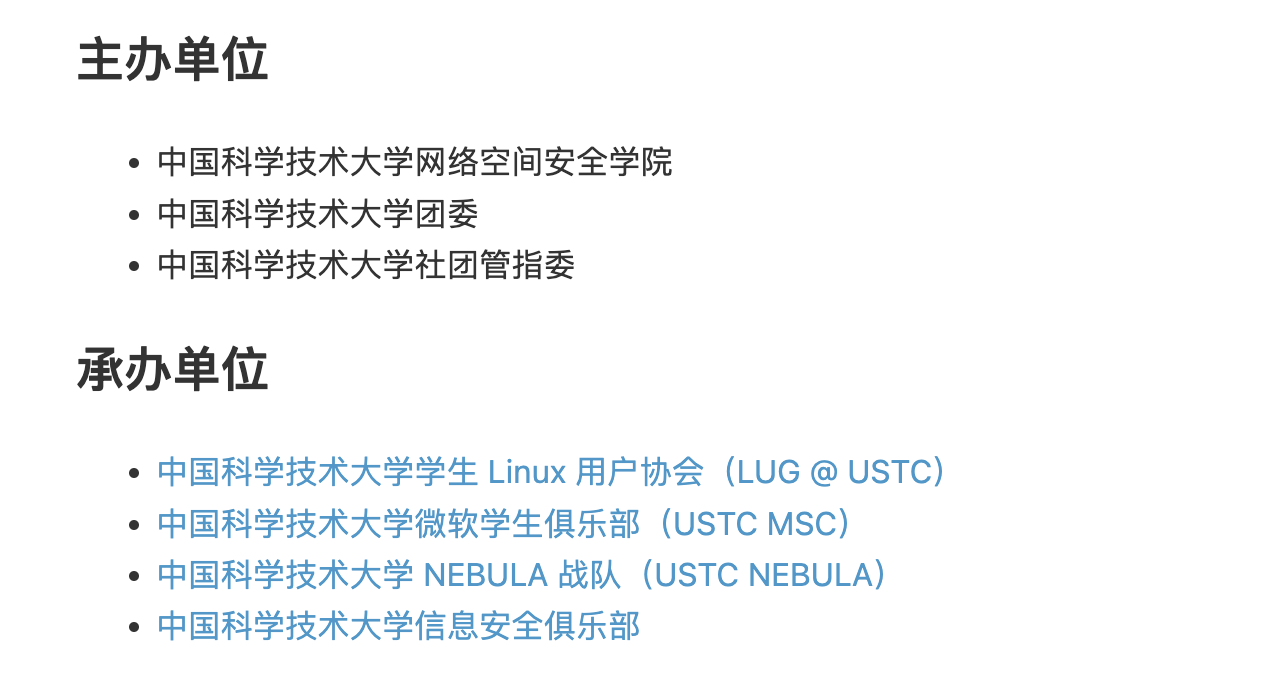 主办单位
中国科学技术大学网络空间安全学院
中国科学技术大学团委
中国科学技术大学社团管指委
承办单位
中国科学技术大学学生 Linux 用户协会（LUG @ USTC）
中国科学技术大学微软学生俱乐部（USTC MSC）
中国科学技术大学 NEBULA 战队（USTC NEBULA）
中国科学技术大学信息安全俱乐部